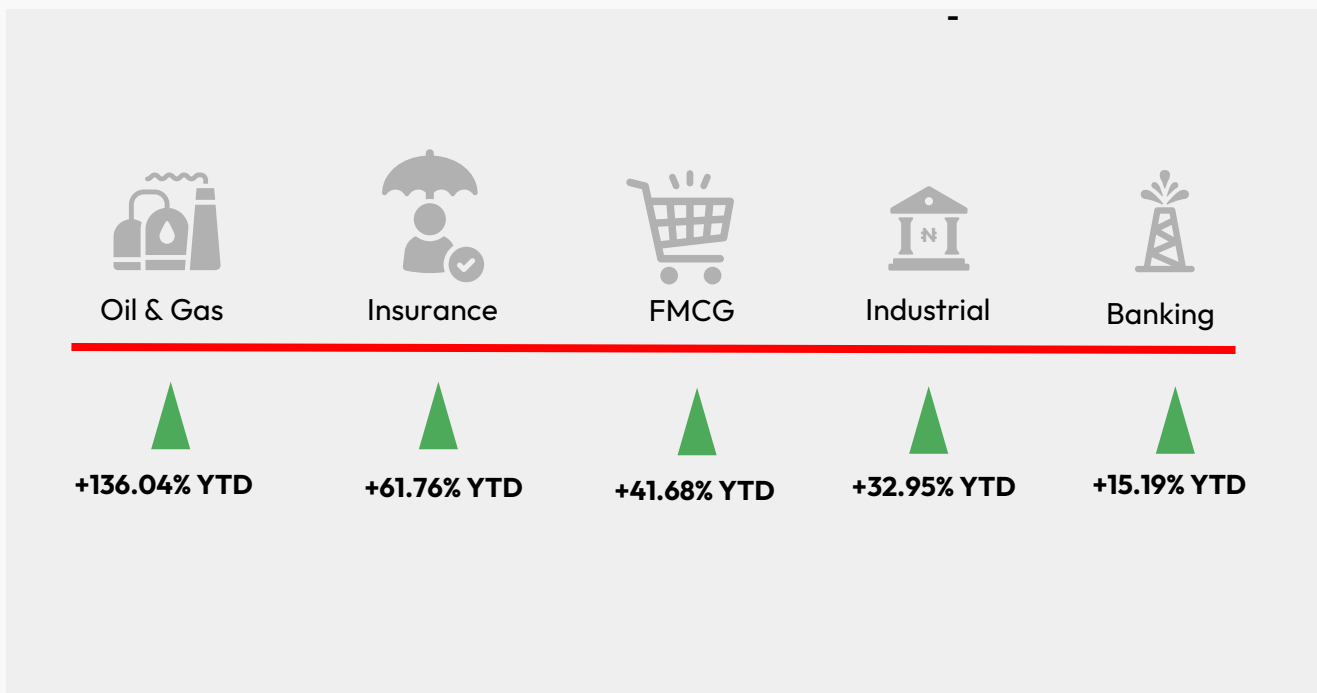 -
Oil & Gas
Insurance
FMCG
Industrial
Banking
₦
+136.04% YTD
+61.76% YTD
+41.68% YTD
+32.95% YTD
+15.19% YTD